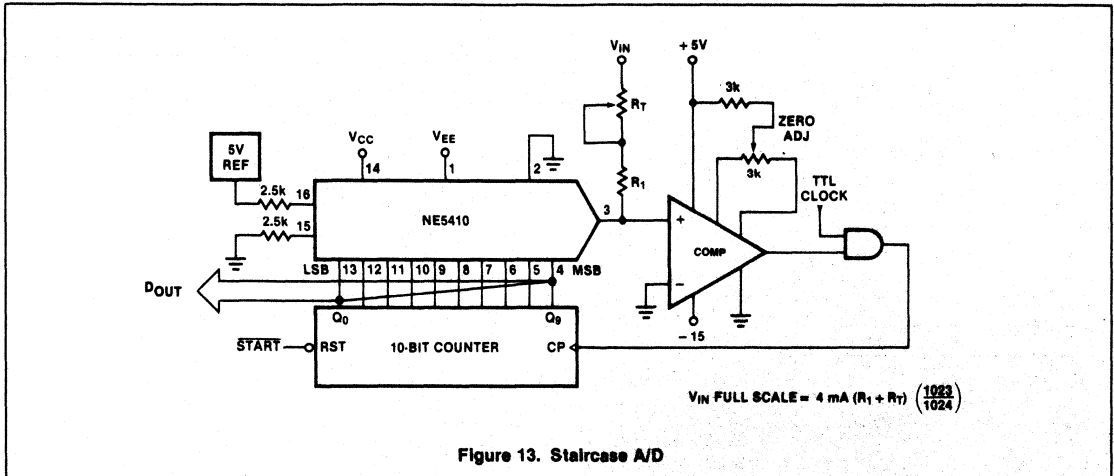 VIN
+ 5V
3k
ZERO
ADJ
3k
RT
5V
REF
VCC
14
VEE
1
2
TTL
CLOCK
2.5k
16
R1
2.5k
15
NE5410
3
+
COMP
–
LSB 13 12 11 10 9 8 7 6 5 4 MSB
DOUT
Q0
Q9
– 15
START
RST
10-BIT COUNTER
CP
VIN FULL SCALE = 4 mA (R1 + RT) (1023/1024)
Figure 13. Staircase A/D